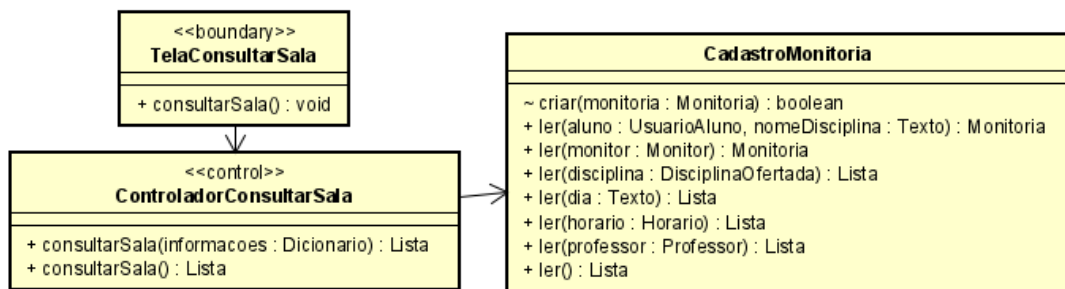 <<boundary>>
TelaConsultarSala
+ consultarSala() : void
<<control>>
ControladorConsultarSala
+ consultarSala(informacoes : Dicionario) : Lista
+ consultarSala() : Lista
CadastroMonitoria
~ criar(monitoria : Monitoria) : boolean
+ ler(aluno : UsuarioAluno, nomeDisciplina : Texto) : Monitoria
+ ler(monitor : Monitor) : Monitoria
+ ler(disciplina : DisciplinaOfertada) : Lista
+ ler(dia : Texto) : Lista
+ ler(horario : Horario) : Lista
+ ler(professor : Professor) : Lista
+ ler() : Lista